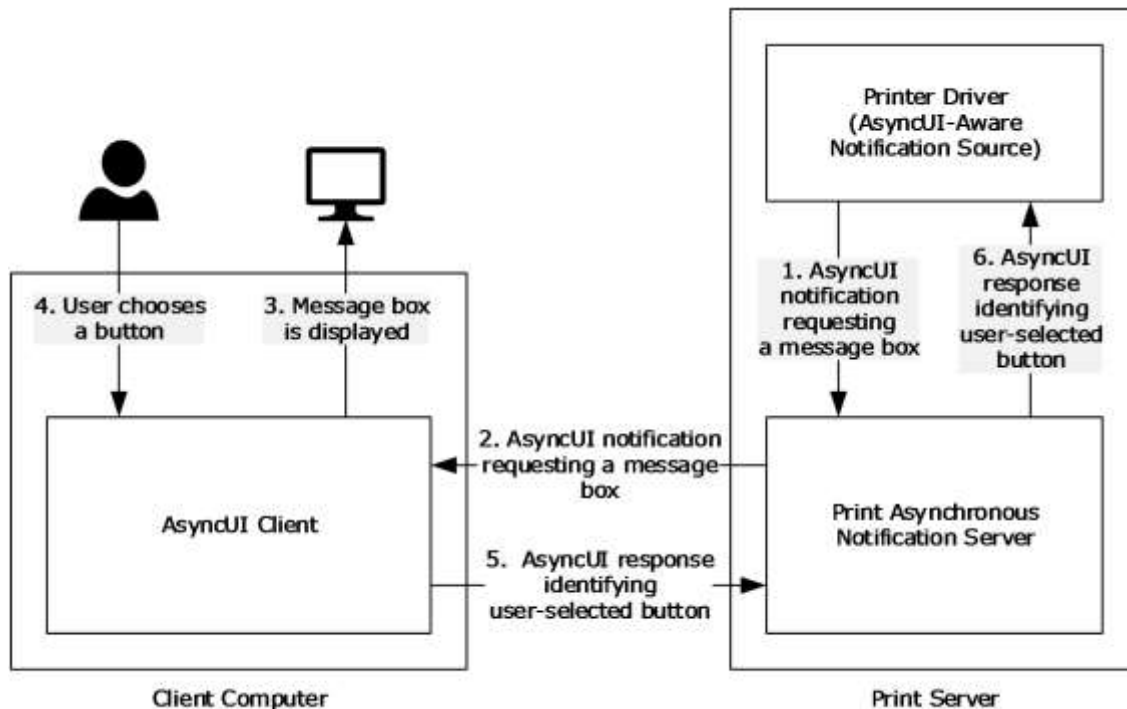 Printer Driver
(AsyncUI-Aware
Notification Source)
4. User chooses
a button
3. Message box
is displayed
1. AsyncUI
notification
requesting
a message box
6. AsyncUI
response
identifying
user-selected
button
2. AsyncUI notification
requesting a message
box
AsyncUI Client
Print Asynchronous
Notification Server
5. AsyncUI response
identifying
user-selected button
Client Computer
Print Server